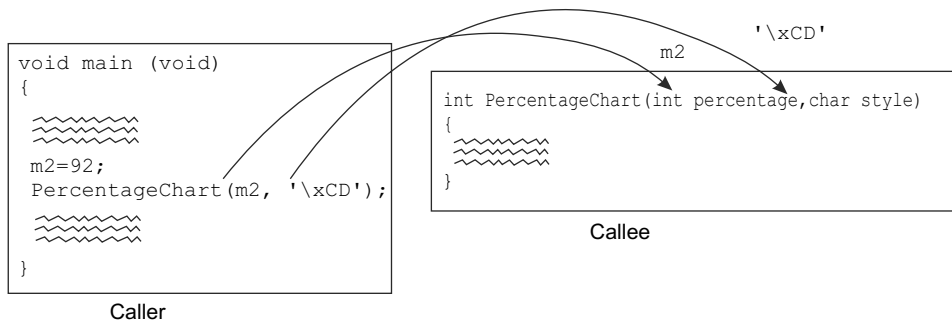 void main (void)
{
m2=92;
PercentageChart(m2, '\xCD');
}
Caller
m2
'\xCD'
int PercentageChart(int percentage,char style)
{
}
Callee